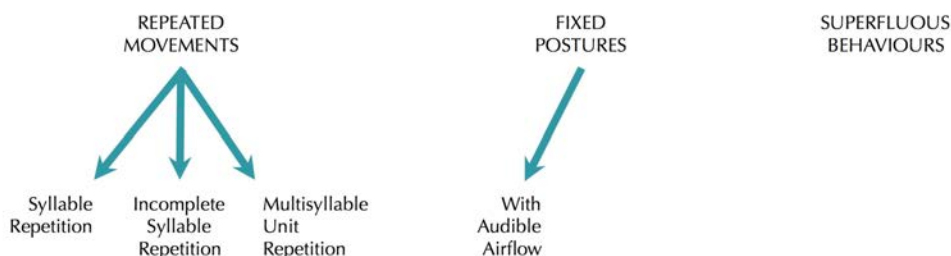 REPEATED
MOVEMENTS
FIXED
POSTURES
SUPERFLUOUS
BEHAVIOURS
Syllable
Repetition
Incomplete
Syllable
Repetition
Multisyllable
Unit
Repetition
With
Audible
Airflow